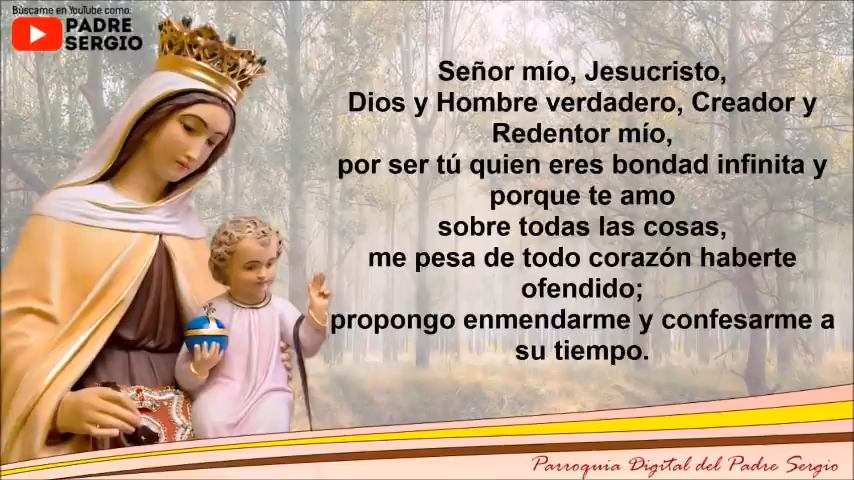 Búscame en YouTube como:
PADRE
SERGIO
Señor mío, Jesucristo,
Dios y Hombre verdadero, Creador y
Redentor mío,
por ser tú quien eres bondad infinita y
porque te amo
sobre todas las cosas,
me pesa de todo corazón haberte
ofendido;
propongo enmendarme y confesarme a
su tiempo.
Parroquia Digital del Padre Sergio